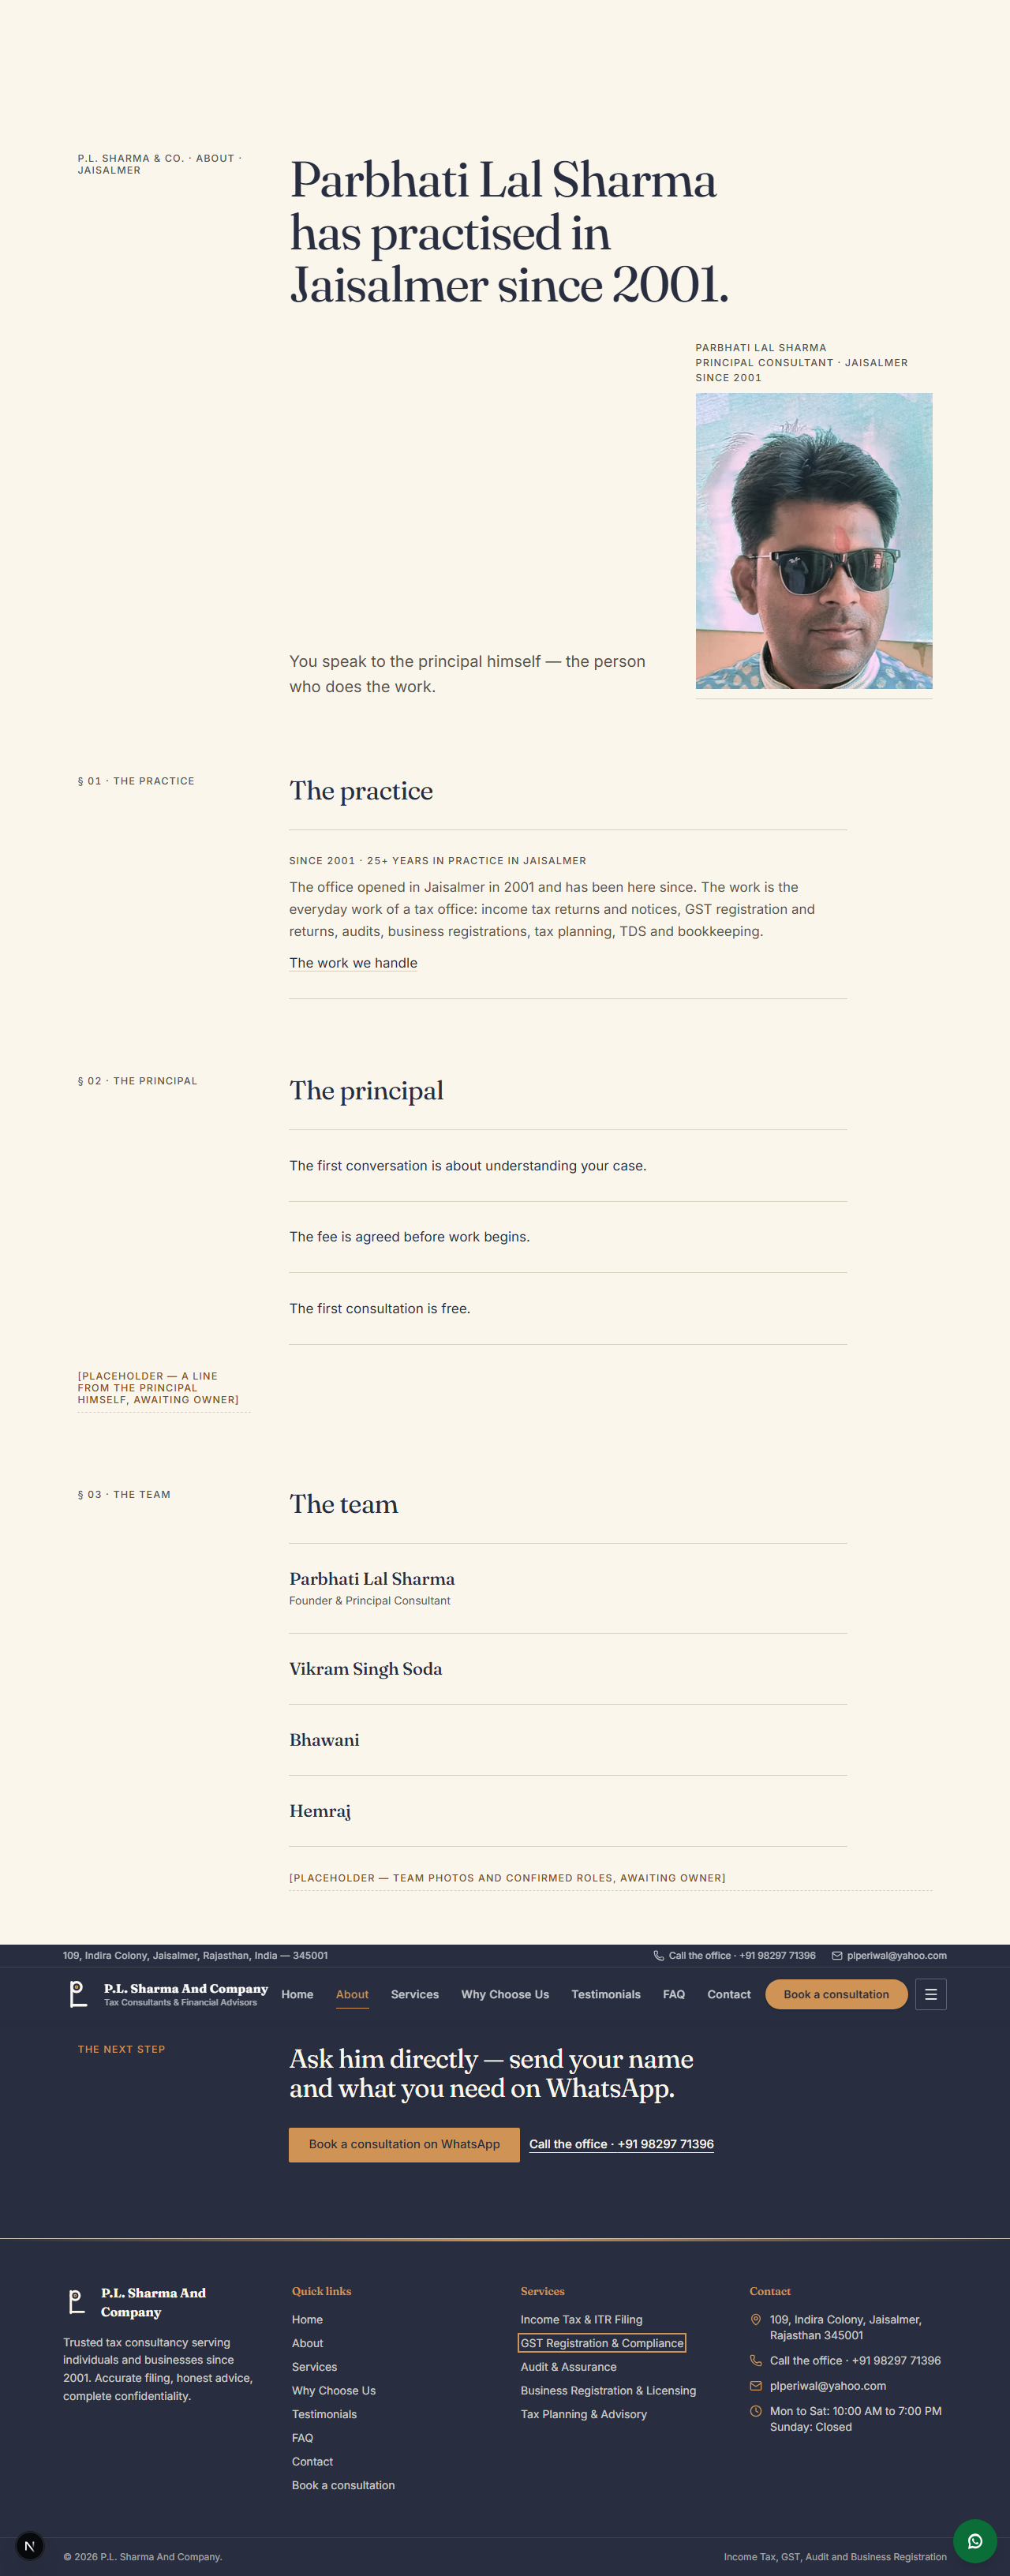 P.L. SHARMA & CO. · ABOUT ·
JAISALMER
Parbhati Lal Sharma
has practised in
Jaisalmer since 2001.
PARBHATI LAL SHARMA
PRINCIPAL CONSULTANT · JAISALMER
SINCE 2001
You speak to the principal himself — the person
who does the work.
§ 01 · THE PRACTICE
The practice
SINCE 2001 · 25+ YEARS IN PRACTICE IN JAISALMER
The office opened in Jaisalmer in 2001 and has been here since. The work is the
everyday work of a tax office: income tax returns and notices, GST registration and
returns, audits, business registrations, tax planning, TDS and bookkeeping.
The work we handle
§ 02 · THE PRINCIPAL
The principal
The first conversation is about understanding your case.
The fee is agreed before work begins.
The first consultation is free.
[PLACEHOLDER — A LINE
FROM THE PRINCIPAL
HIMSELF, AWAITING OWNER]
§ 03 · THE TEAM
The team
Parbhati Lal Sharma
Founder & Principal Consultant
Vikram Singh Soda
Bhawani
Hemraj
[PLACEHOLDER — TEAM PHOTOS AND CONFIRMED ROLES, AWAITING OWNER]
109, Indira Colony, Jaisalmer, Rajasthan, India — 345001
Call the office · +91 98297 71396
plperiwal@yahoo.com
P.L. Sharma And Company
Tax Consultants & Financial Advisors
Home
About
Services
Why Choose Us
Testimonials
FAQ
Contact
Book a consultation
THE NEXT STEP
Ask him directly — send your name
and what you need on WhatsApp.
Book a consultation on WhatsApp
Call the office · +91 98297 71396
P.L. Sharma And
Company
Trusted tax consultancy serving
individuals and businesses since
2001. Accurate filing, honest advice,
complete confidentiality.
Quick links
Home
About
Services
Why Choose Us
Testimonials
FAQ
Contact
Book a consultation
Services
Income Tax & ITR Filing
GST Registration & Compliance
Audit & Assurance
Business Registration & Licensing
Tax Planning & Advisory
Contact
109, Indira Colony, Jaisalmer,
Rajasthan 345001
Call the office · +91 98297 71396
plperiwal@yahoo.com
Mon to Sat: 10:00 AM to 7:00 PM
Sunday: Closed
N
© 2026 P.L. Sharma And Company.
Income Tax, GST, Audit and Business Registration